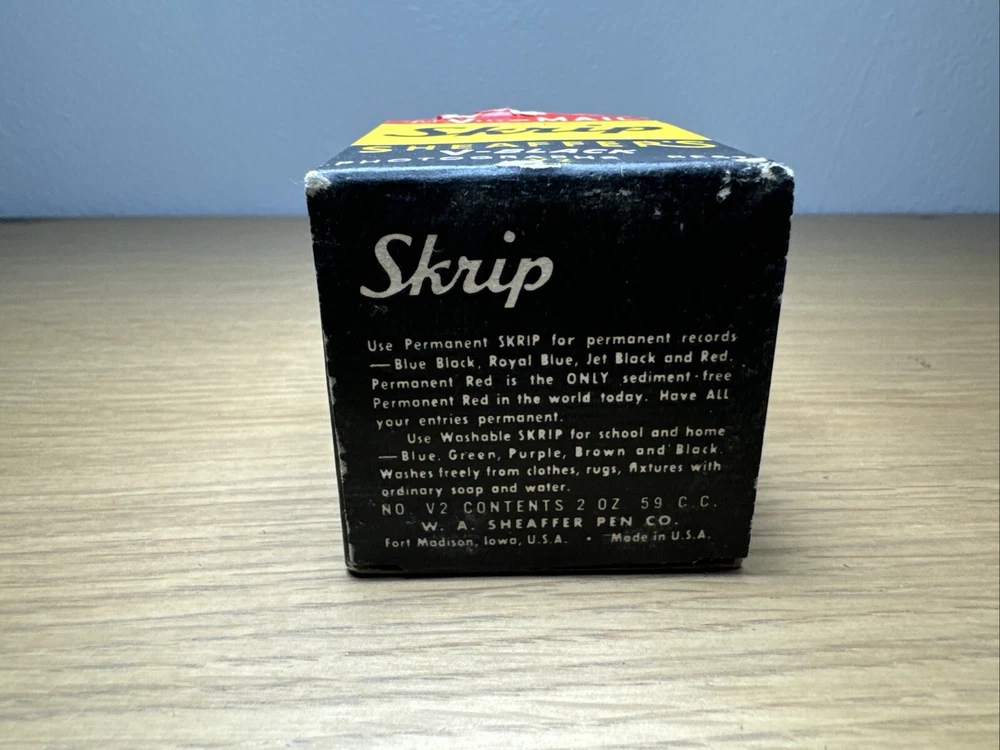 V-MAIL
Skrip
SHEAFFER'S
V-BLACK
PHOTOGRAPHS
Skrip
Use Permanent SKRIP for permanent records
—Blue Black, Royal Blue, Jet Black and Red.
Permanent Red is the ONLY sediment-free
Permanent Red in the world today. Have ALL
your entries permanent.
Use Washable SKRIP for school and home
—Blue, Green, Purple, Brown and Black.
Washes freely from clothes, rugs, fixtures with
ordinary soap and water.
NO. V2 CONTENTS 2 OZ 59 C.C.
W. A. SHEAFFER PEN CO.
Fort Madison, Iowa, U.S.A. • Made in U.S.A.